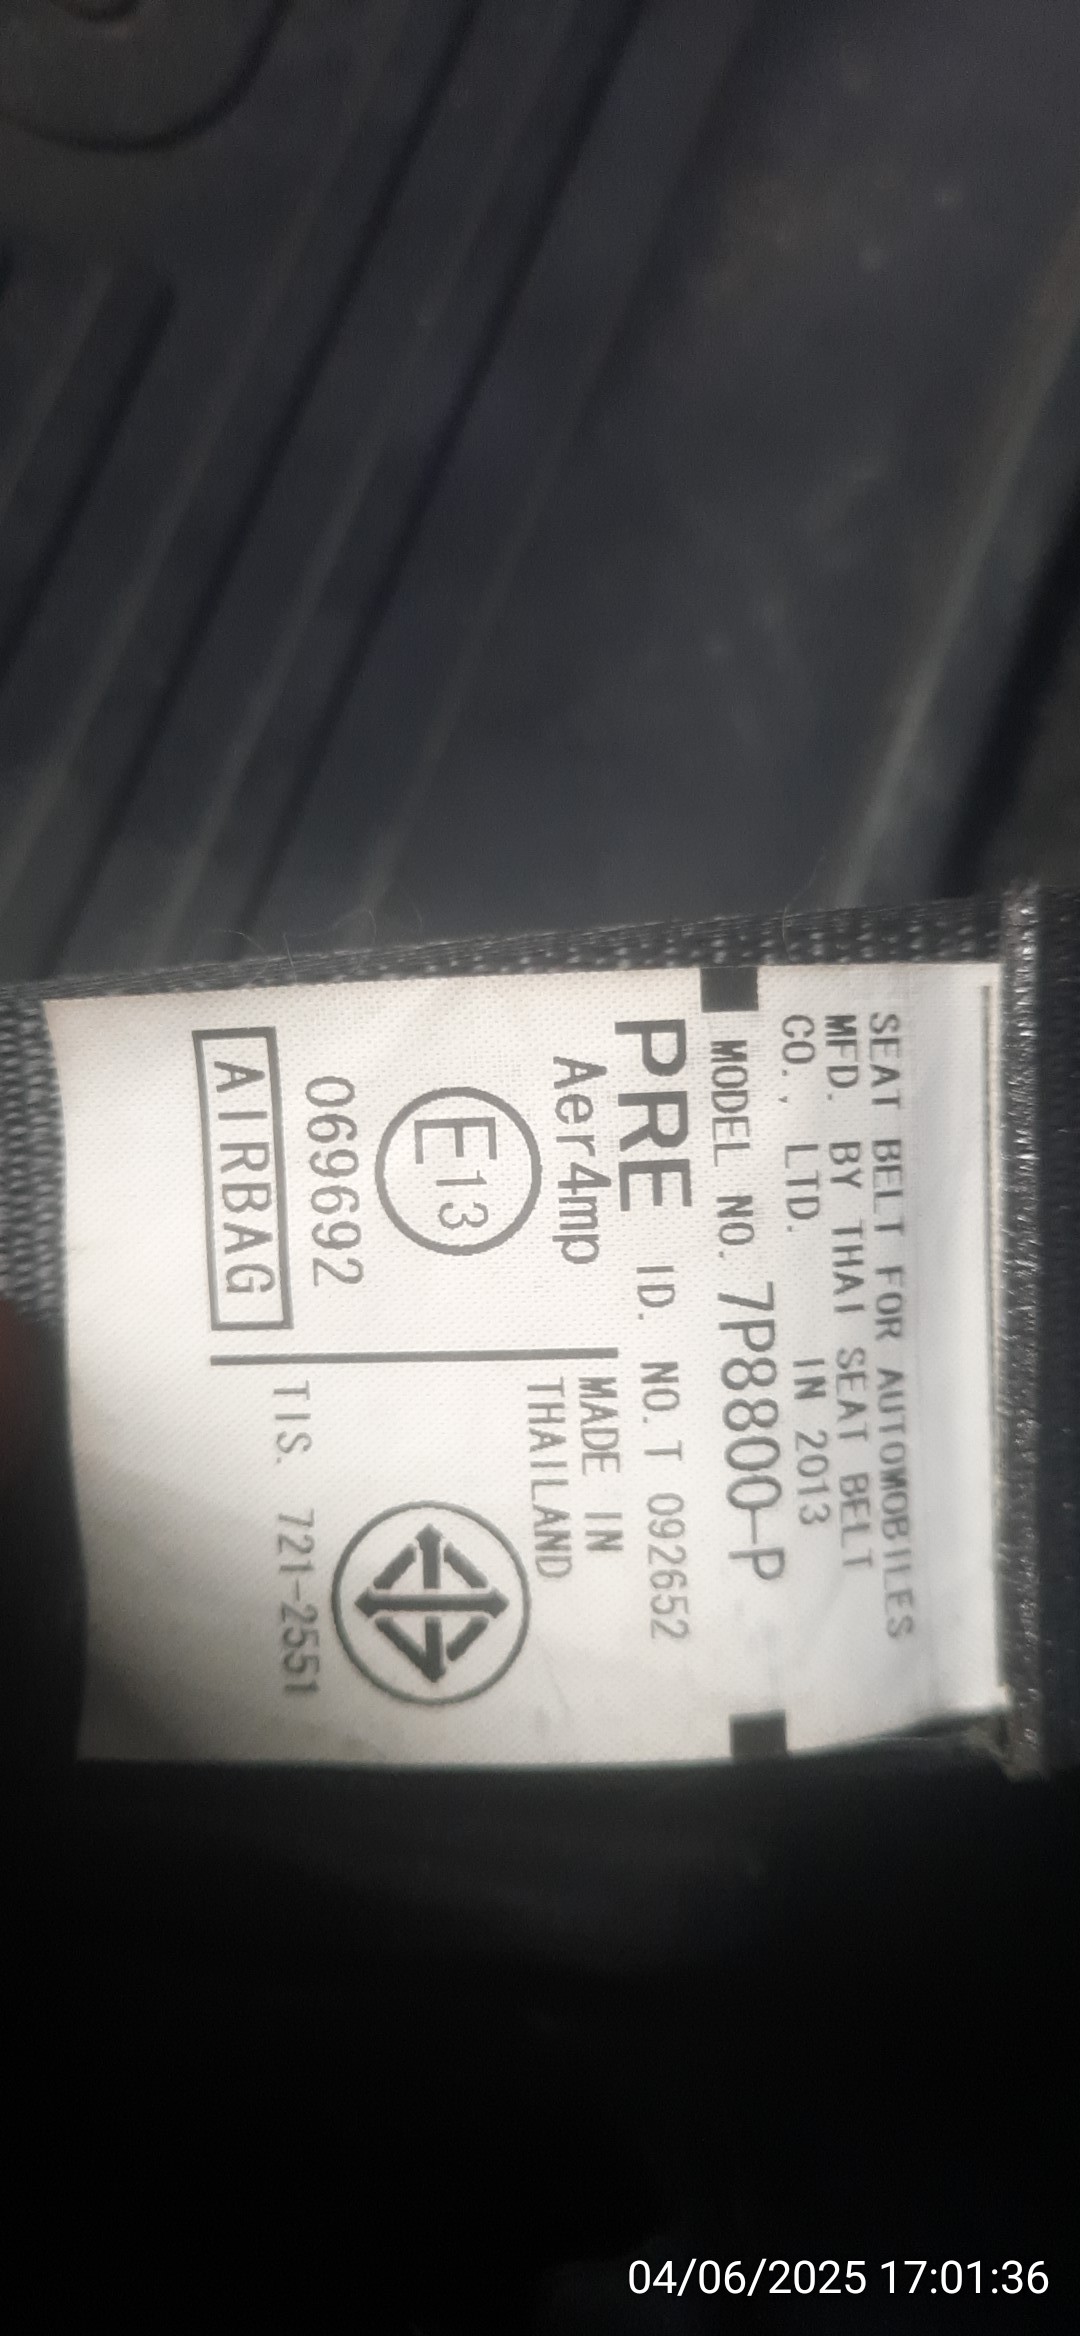 SEAT BELT FOR AUTOMOBILES
MFD. BY THAI SEAT BELT
CO., LTD. IN 2013
MODEL NO. 7P8800-P
PRE ID. NO. T 092652
Aer4mp
E13
069692
AIRBAG
MADE IN
THAILAND
TIS. 721-2551
04/06/2025 17:01:36